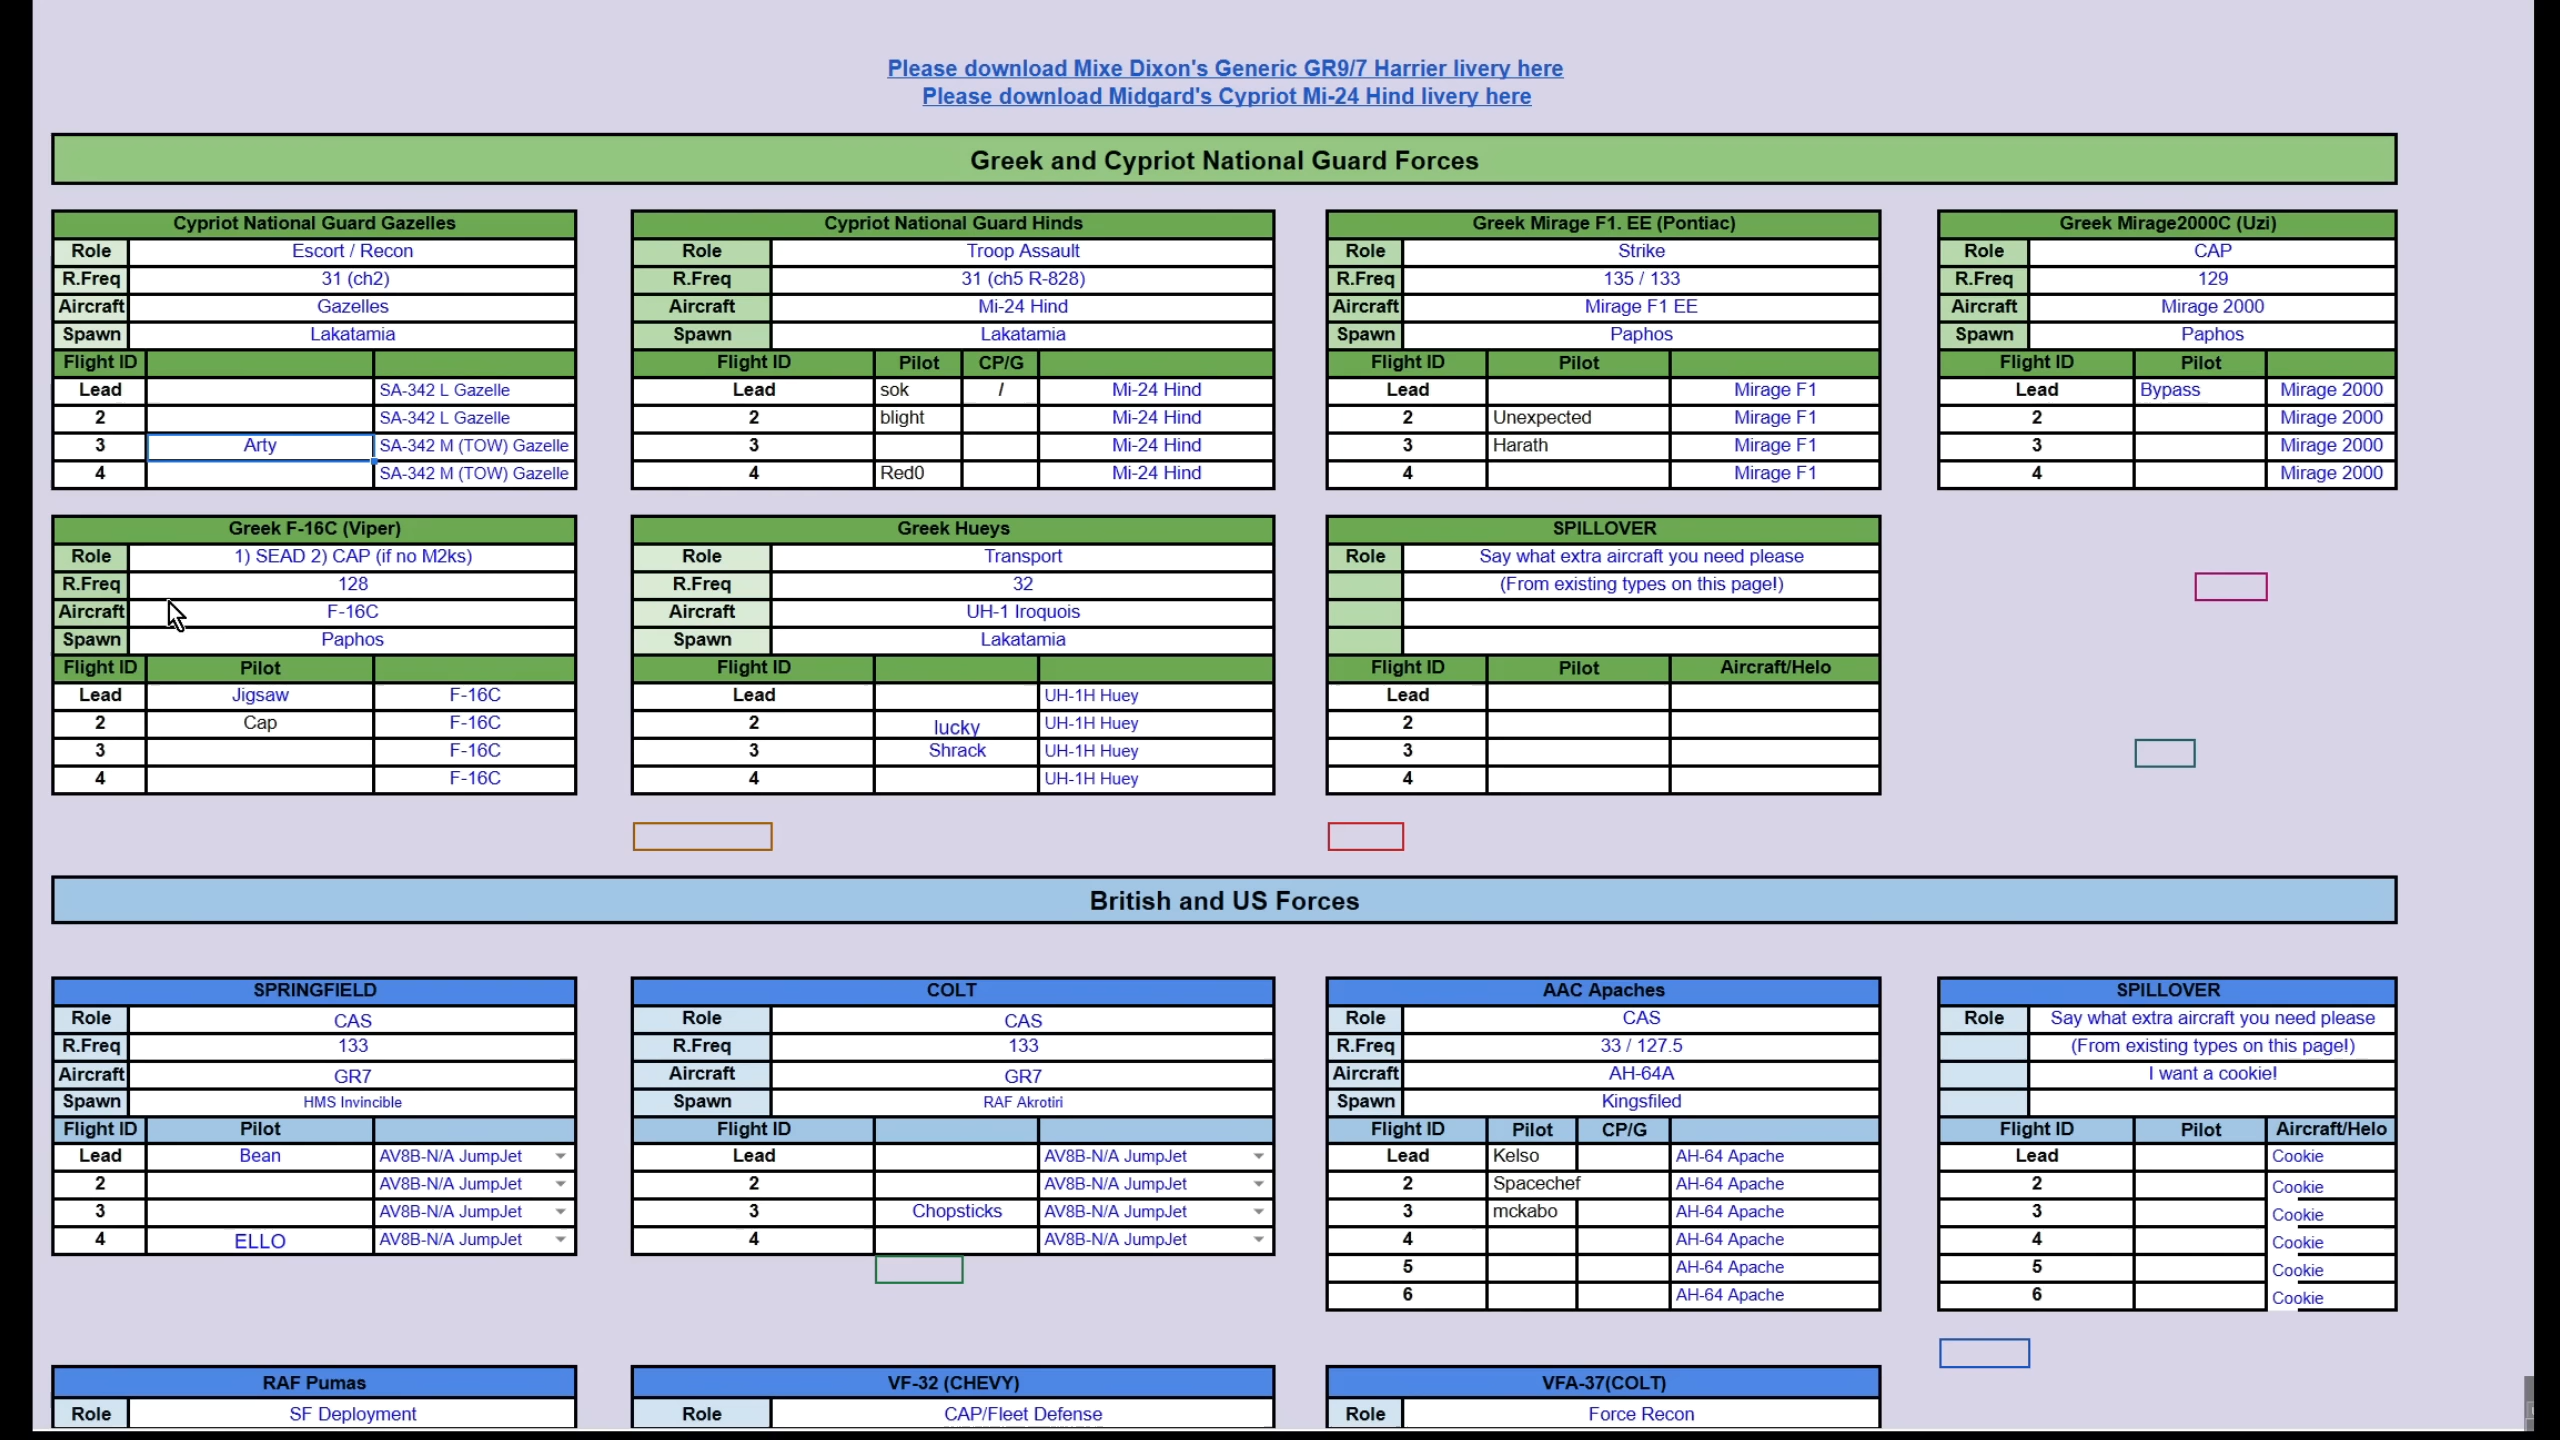 Please download Mixe Dixon's Generic GR9/7 Harrier livery here
Please download Midgard's Cypriot Mi-24 Hind livery here
Greek and Cypriot National Guard Forces
Cypriot National Guard Gazelles
Role Escort / Recon
R.Freq 31 (ch2)
Aircraft Gazelles
Spawn Lakatamia
Flight ID
Lead SA-342 L Gazelle
2 SA-342 L Gazelle
3 Arty SA-342 M (TOW) Gazelle
4 SA-342 M (TOW) Gazelle
Cypriot National Guard Hinds
Role Troop Assault
R.Freq 31 (ch5 R-828)
Aircraft Mi-24 Hind
Spawn Lakatamia
Flight ID Pilot CP/G
Lead sok / Mi-24 Hind
2 blight Mi-24 Hind
3 Mi-24 Hind
4 Red0 Mi-24 Hind
Greek Mirage F1. EE (Pontiac)
Role Strike
R.Freq 135 / 133
Aircraft Mirage F1 EE
Spawn Paphos
Flight ID Pilot
Lead Mirage F1
2 Unexpected Mirage F1
3 Harath Mirage F1
4 Mirage F1
Greek Mirage2000C (Uzi)
Role CAP
R.Freq 129
Aircraft Mirage 2000
Spawn Paphos
Flight ID Pilot
Lead Bypass Mirage 2000
2 Mirage 2000
3 Mirage 2000
4 Mirage 2000
Greek F-16C (Viper)
Role 1) SEAD 2) CAP (if no M2ks)
R.Freq 128
Aircraft F-16C
Spawn Paphos
Flight ID Pilot
Lead Jigsaw F-16C
2 Cap F-16C
3 F-16C
4 F-16C
Greek Hueys
Role Transport
R.Freq 32
Aircraft UH-1 Iroquois
Spawn Lakatamia
Flight ID
Lead UH-1H Huey
2 lucky UH-1H Huey
3 Shrack UH-1H Huey
4 UH-1H Huey
SPILLOVER
Role Say what extra aircraft you need please
(From existing types on this page!)
Flight ID Pilot Aircraft/Helo
Lead
2
3
4
British and US Forces
SPRINGFIELD
Role CAS
R.Freq 133
Aircraft GR7
Spawn HMS Invincible
Flight ID Pilot
Lead Bean AV8B-N/A JumpJet
2 AV8B-N/A JumpJet
3 AV8B-N/A JumpJet
4 ELLO AV8B-N/A JumpJet
COLT
Role CAS
R.Freq 133
Aircraft GR7
Spawn RAF Akrotiri
Flight ID
Lead AV8B-N/A JumpJet
2 AV8B-N/A JumpJet
3 Chopsticks AV8B-N/A JumpJet
4 AV8B-N/A JumpJet
AAC Apaches
Role CAS
R.Freq 33 / 127.5
Aircraft AH-64A
Spawn Kingsfiled
Flight ID Pilot CP/G
Lead Kelso AH-64 Apache
2 Spacechef AH-64 Apache
3 mckabo AH-64 Apache
4 AH-64 Apache
5 AH-64 Apache
6 AH-64 Apache
SPILLOVER
Role Say what extra aircraft you need please
(From existing types on this page!)
I want a cookie!
Flight ID Pilot Aircraft/Helo
Lead Cookie
2 Cookie
3 Cookie
4 Cookie
5 Cookie
6 Cookie
RAF Pumas
Role SF Deployment
VF-32 (CHEVY)
Role CAP/Fleet Defense
VFA-37(COLT)
Role Force Recon